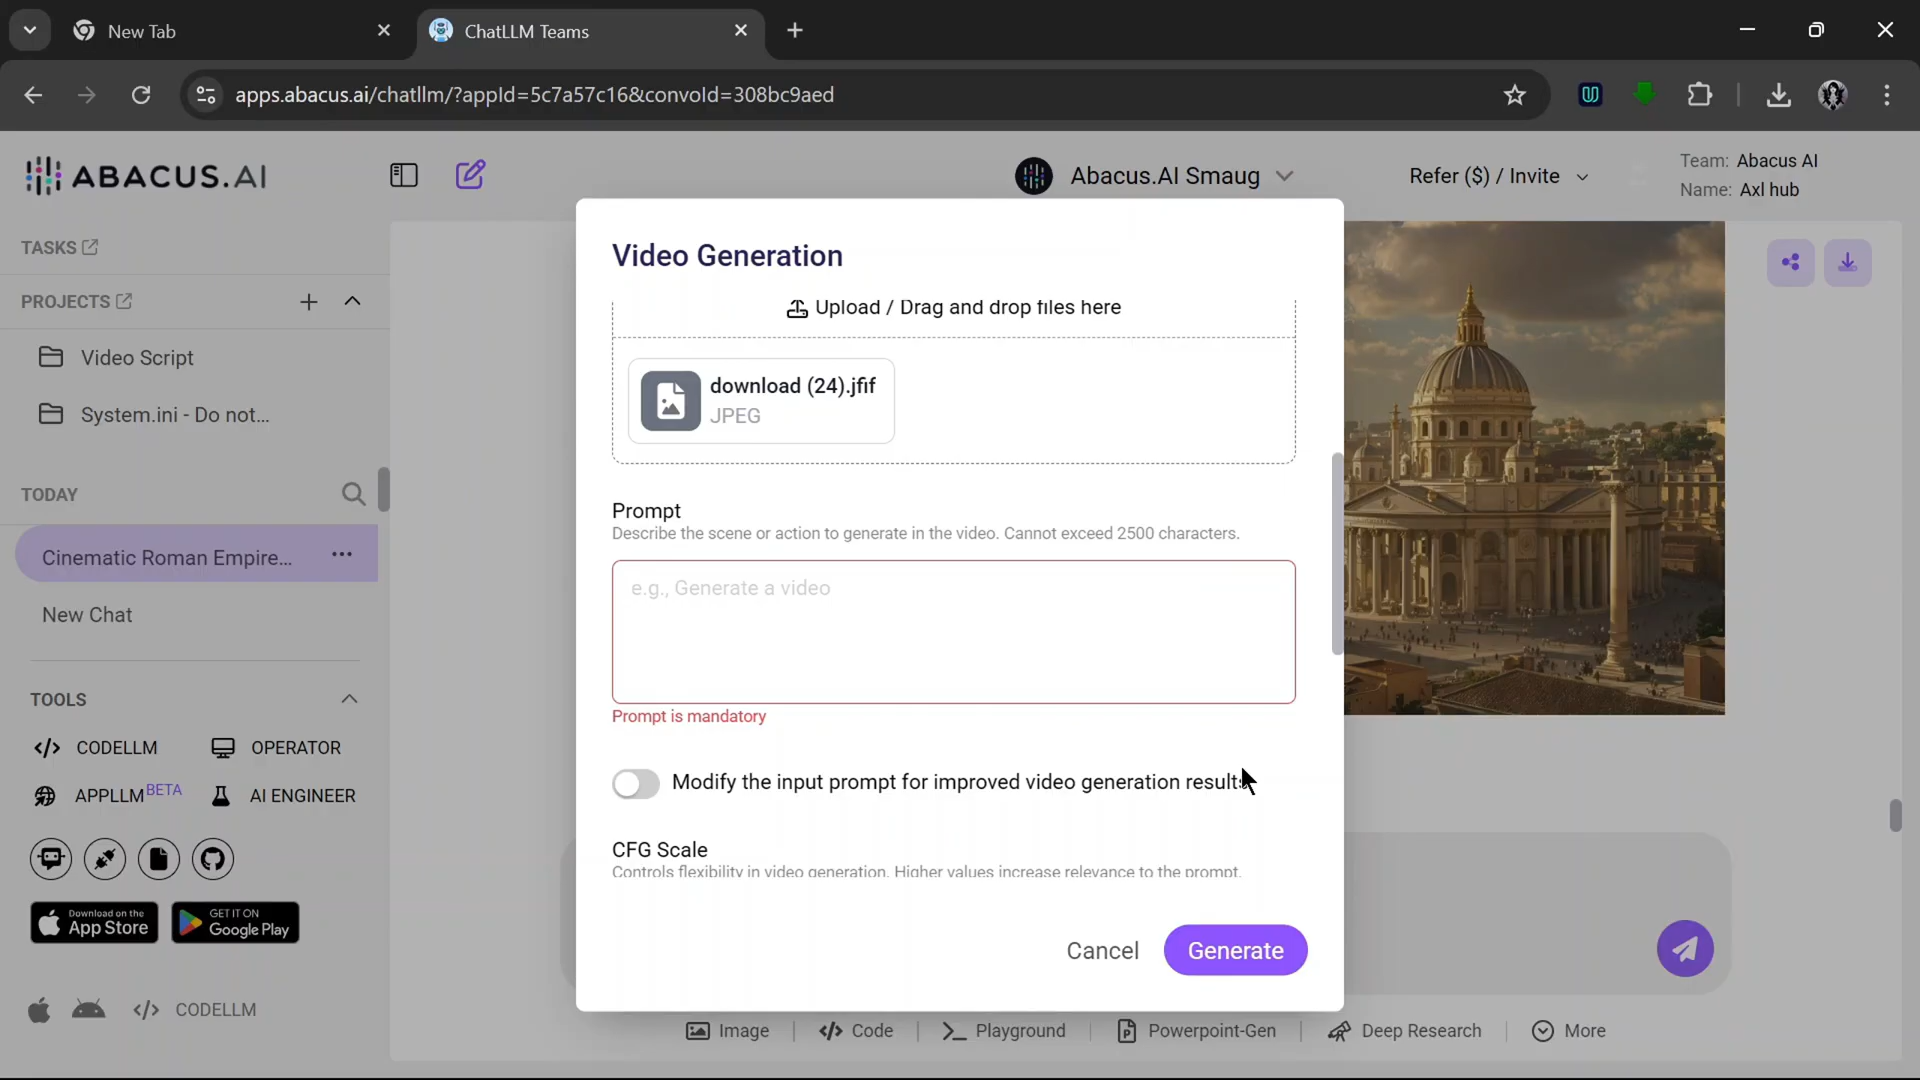 New Tab
ChatLLM Teams
apps.abacus.ai/chatllm/?appId=5c7a57c16&convoId=308bc9aed
ABACUS.AI
Abacus.AI Smaug
Refer ($) / Invite
Team: Abacus AI
Name: Axl hub
TASKS
PROJECTS
Video Script
System.ini - Do not...
TODAY
Cinematic Roman Empire...
New Chat
TOOLS
CODELLM
OPERATOR
APPLLM BETA
AI ENGINEER
Download on the
App Store
GET IT ON
Google Play
CODELLM
Video Generation
Upload / Drag and drop files here
download (24).jfif
JPEG
Prompt
Describe the scene or action to generate in the video. Cannot exceed 2500 characters.
e.g., Generate a video
Prompt is mandatory
Modify the input prompt for improved video generation results
CFG Scale
Controls flexibility in video generation. Higher values increase relevance to the prompt.
Cancel
Generate
Image
Code
Playground
Powerpoint-Gen
Deep Research
More